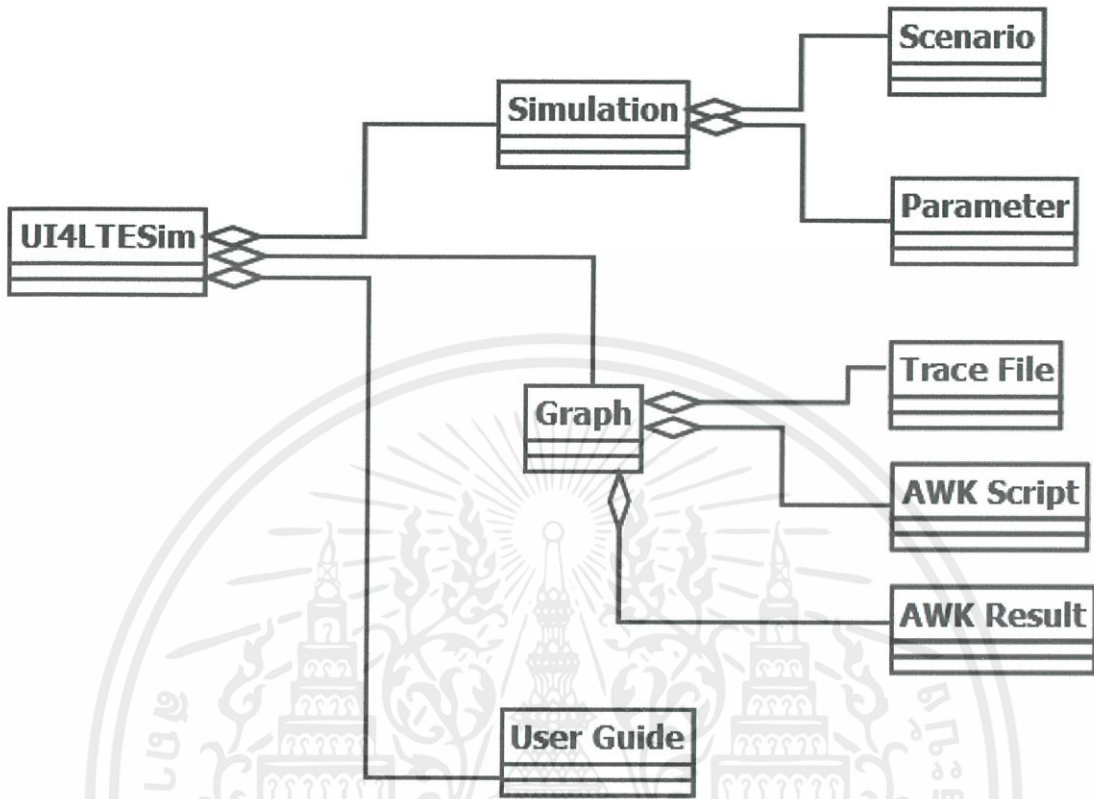 Scenario
Simulation
Parameter
UI4LTESim
Trace File
Graph
AWK Script
AWK Result
User Guide